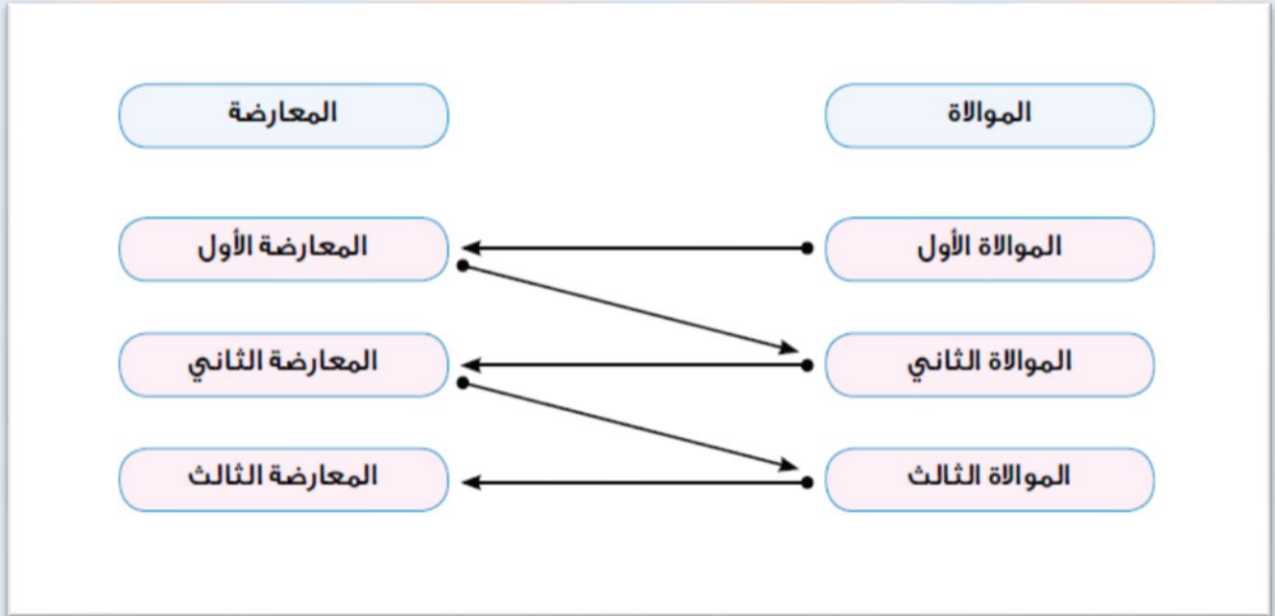 الموالاة
المعارضة
الموالاة الأول
المعارضة الأول
الموالاة الثاني
المعارضة الثاني
الموالاة الثالث
المعارضة الثالث